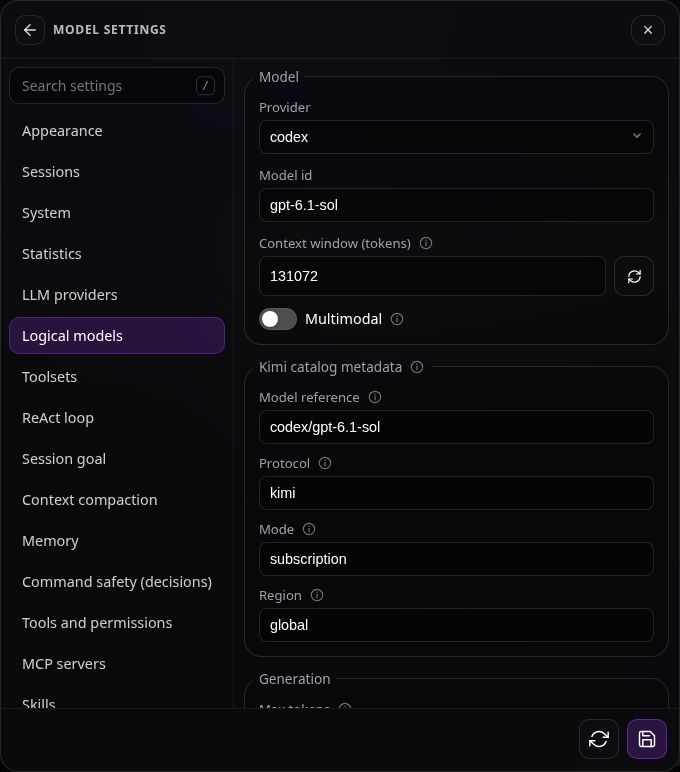 MODEL SETTINGS
Search settings /
Appearance
Sessions
System
Statistics
LLM providers
Logical models
Toolsets
ReAct loop
Session goal
Context compaction
Memory
Command safety (decisions)
Tools and permissions
MCP servers
Skills
Model
Provider
codex
Model id
gpt-6.1-sol
Context window (tokens)
131072
Multimodal
Kimi catalog metadata
Model reference
codex/gpt-6.1-sol
Protocol
kimi
Mode
subscription
Region
global
Generation
Max tokens